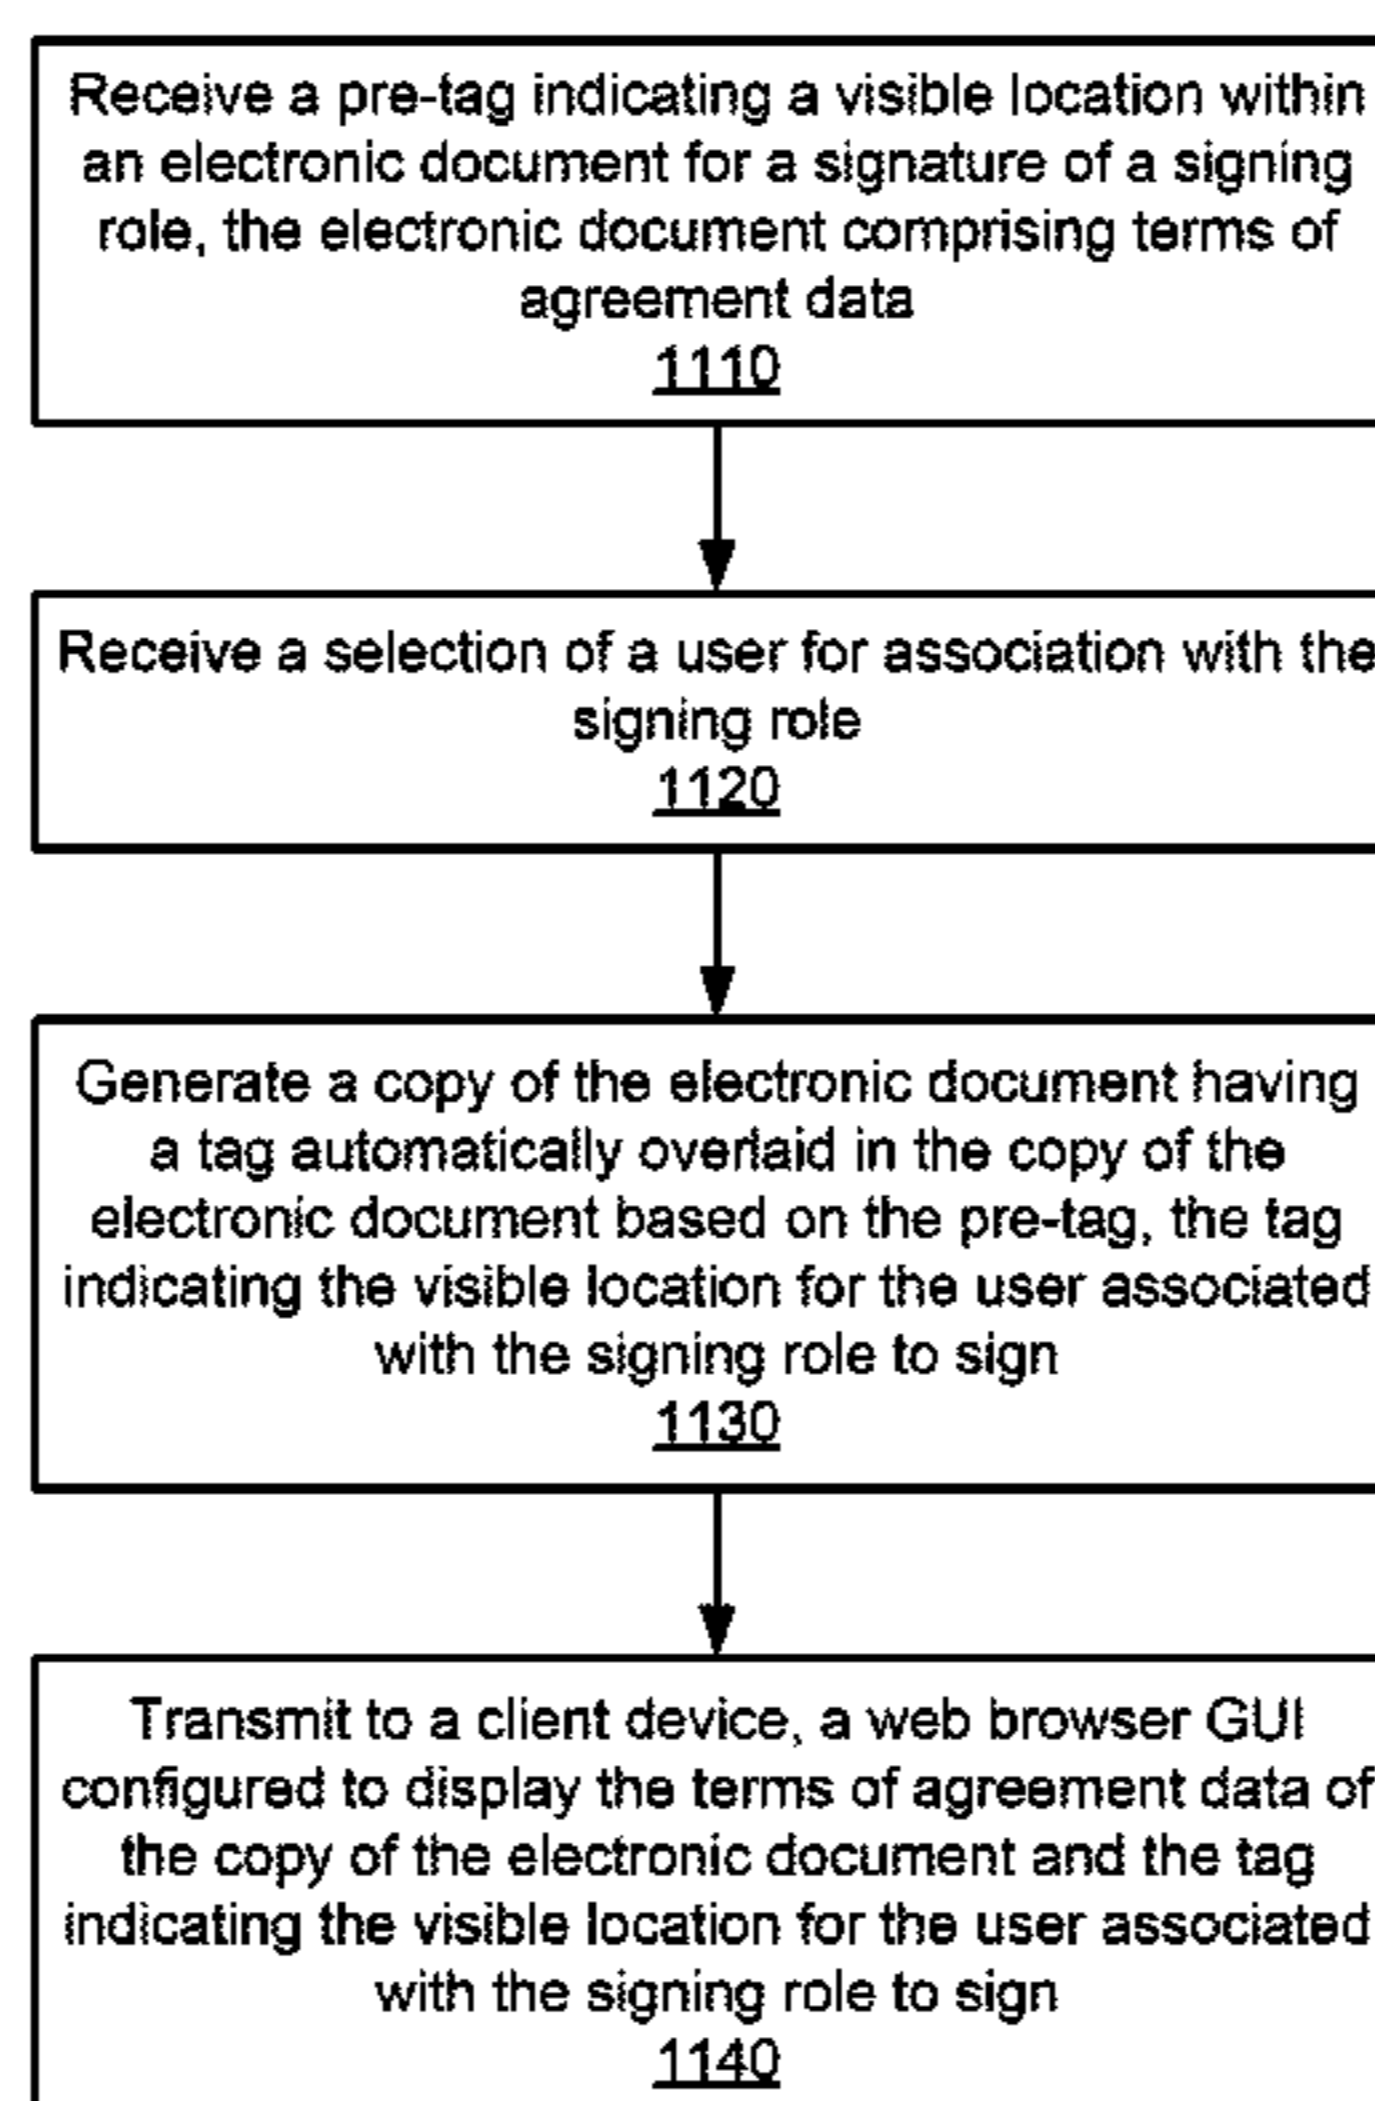 Receive a pre-tag indicating a visible location within
an electronic document for a signature of a signing
role, the electronic document comprising terms of
agreement data
1110
Receive a selection of a user for association with the
signing role
1120
Generate a copy of the electronic document having
a tag automatically overlaid in the copy of the
electronic document based on the pre-tag, the tag
indicating the visible location for the user associated
with the signing role to sign
1130
Transmit to a client device, a web browser GUI
configured to display the terms of agreement data of
the copy of the electronic document and the tag
indicating the visible location for the user associated
with the signing role to sign
1140